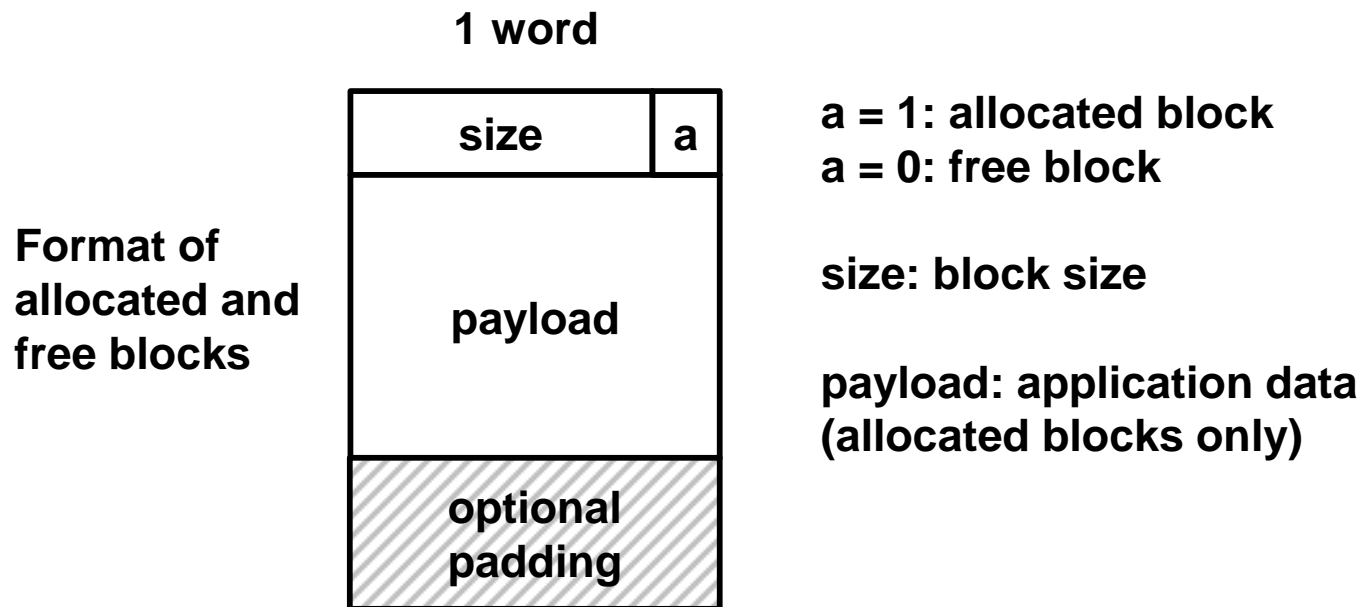 1 word
size
a
a = 1: allocated block
a = 0: free block
Format of
allocated and
free blocks
payload
size: block size
payload: application data
(allocated blocks only)
optional
padding